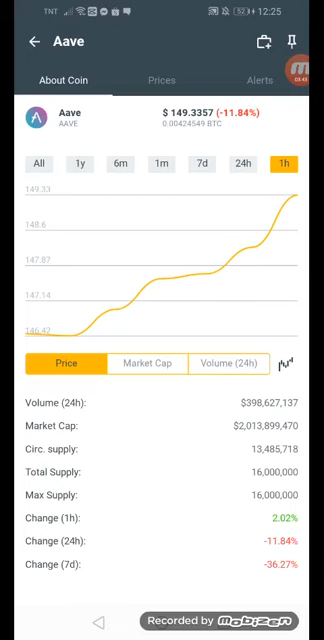 TNT 52 12:25
Aave
About Coin Prices Alerts
03:43
Aave $ 149.3357 (-11.84%)
AAVE 0.00424549 BTC
All 1y 6m 1m 7d 24h 1h
149.33
148.6
147.87
147.14
146.42
Price Market Cap Volume (24h)
Volume (24h): $398,627,137
Market Cap: $2,013,899,470
Circ. supply: 13,485,718
Total Supply: 16,000,000
Max Supply: 16,000,000
Change (1h): 2.02%
Change (24h): -11.84%
Change (7d): -36.27%
Recorded by Mobizen